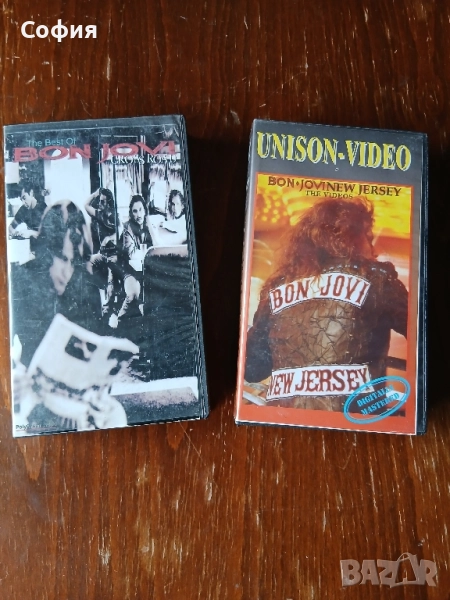 София
The Best Of
BON JOVI
CROSS ROAD
UNISON-VIDEO
BON·JOVI NEW JERSEY
THE VIDEOS
BON JOVI
NEW JERSEY
DIGITALLY
MASTERED
BAZAR